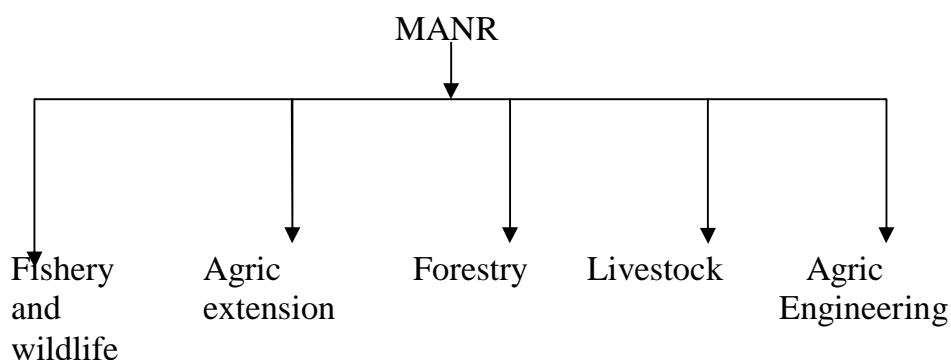 MANR
Fishery
and
wildlife
Agric
extension
Forestry
Livestock
Agric
Engineering